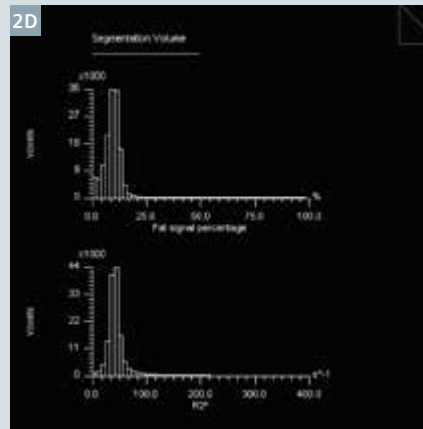 2D
Segmentation Volume
x1000
36
27
18
9
0
Voxels
0.0 25.0 50.0 75.0 100.0
%
Fat signal percentage
x1000
44
33
22
11
0
Voxels
0.0 100.0 200.0 300.0 400.0
s^-1
R2*